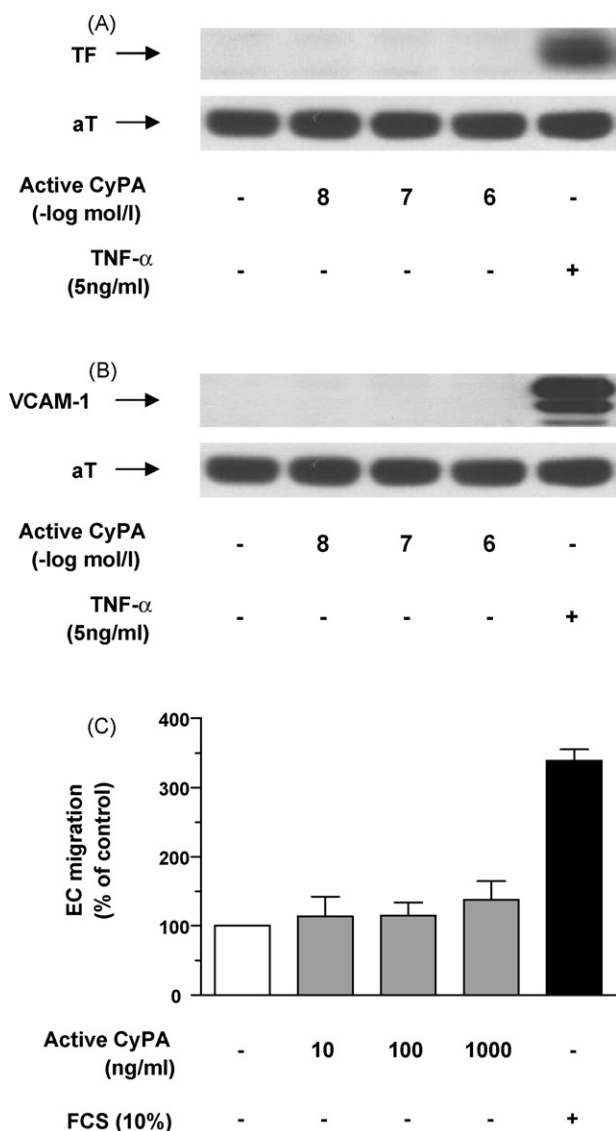 (A)
TF
aT
Active CyPA - 8 7 6 -
(-log mol/l)
TNF-α - - - - +
(5ng/ml)
(B)
VCAM-1
aT
Active CyPA - 8 7 6 -
(-log mol/l)
TNF-α - - - - +
(5ng/ml)
(C)
EC migration
(% of control)
400
300
150
100
0
Active CyPA - 10 100 1000 -
(ng/ml)
FCS (10%) - - - - +